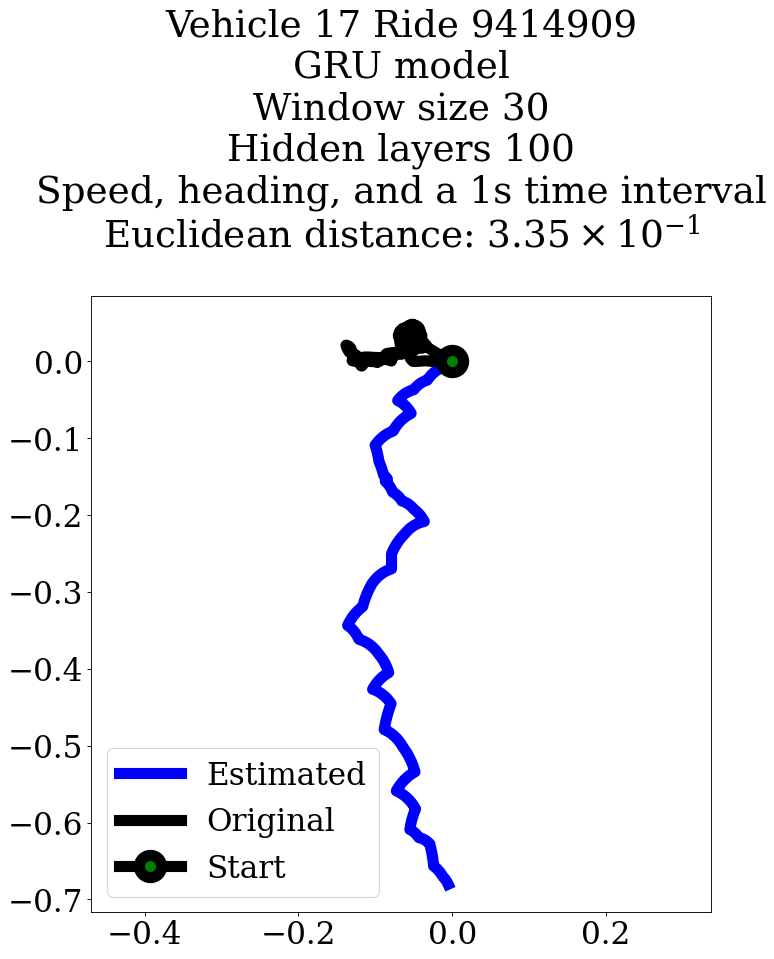 Vehicle 17 Ride 9414909
GRU model
Window size 30
Hidden layers 100
Speed, heading, and a 1s time interval
Euclidean distance: 3.35 × 10⁻¹
0.0
−0.1
−0.2
−0.3
−0.4
−0.5
−0.6
−0.7
Estimated
Original
Start
−0.4 −0.2 0.0 0.2